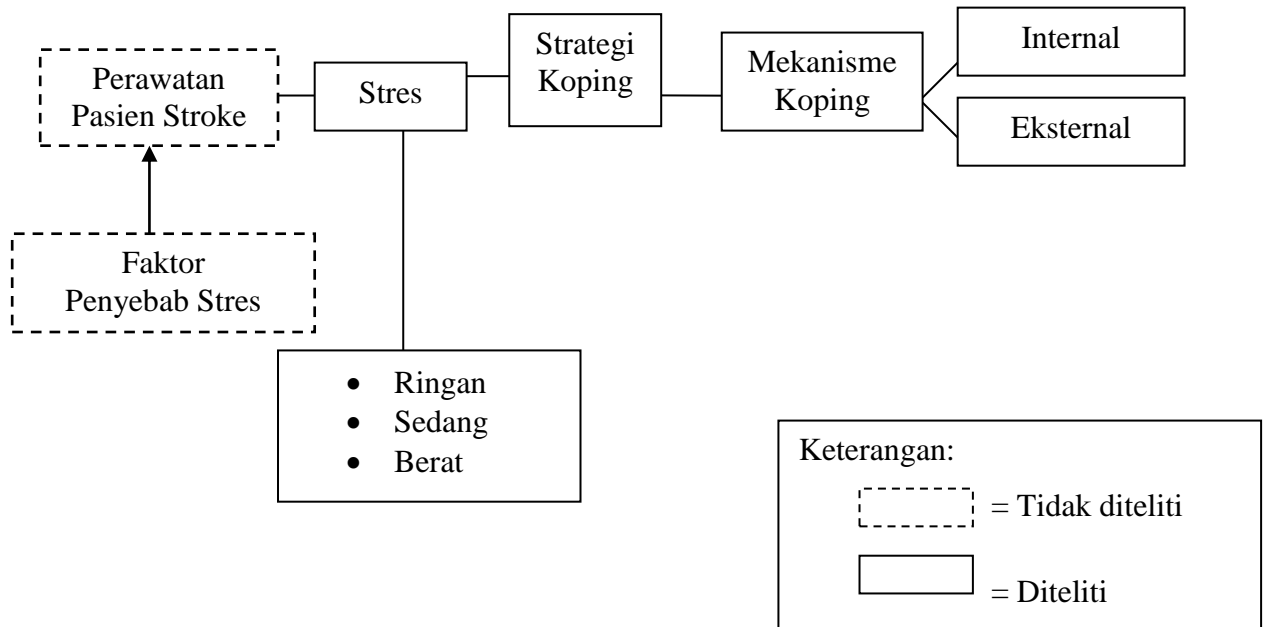 Perawatan
Pasien Stroke
Stres
Strategi
Koping
Mekanisme
Koping
Internal
Eksternal
Faktor
Penyebab Stres
• Ringan
• Sedang
• Berat
Keterangan:
= Tidak diteliti
= Diteliti